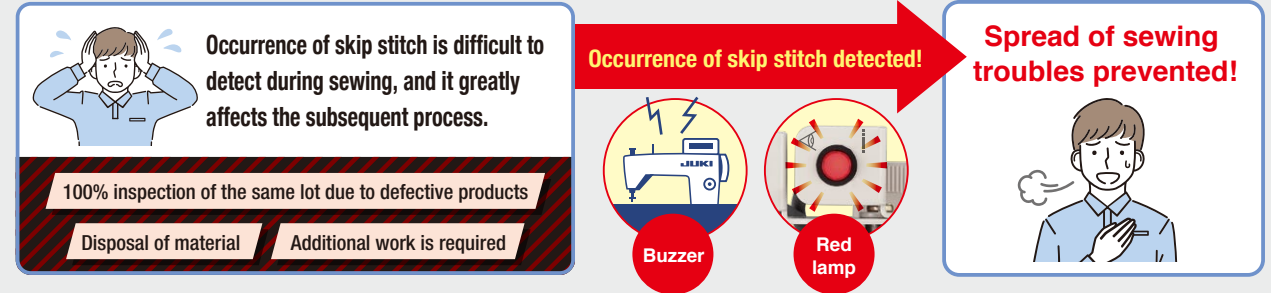 Occurrence of skip stitch is difficult to
detect during sewing, and it greatly
affects the subsequent process.
100% inspection of the same lot due to defective products
Disposal of material
Additional work is required
Occurrence of skip stitch detected!
JUKI
Buzzer
Red
lamp
Spread of sewing
troubles prevented!